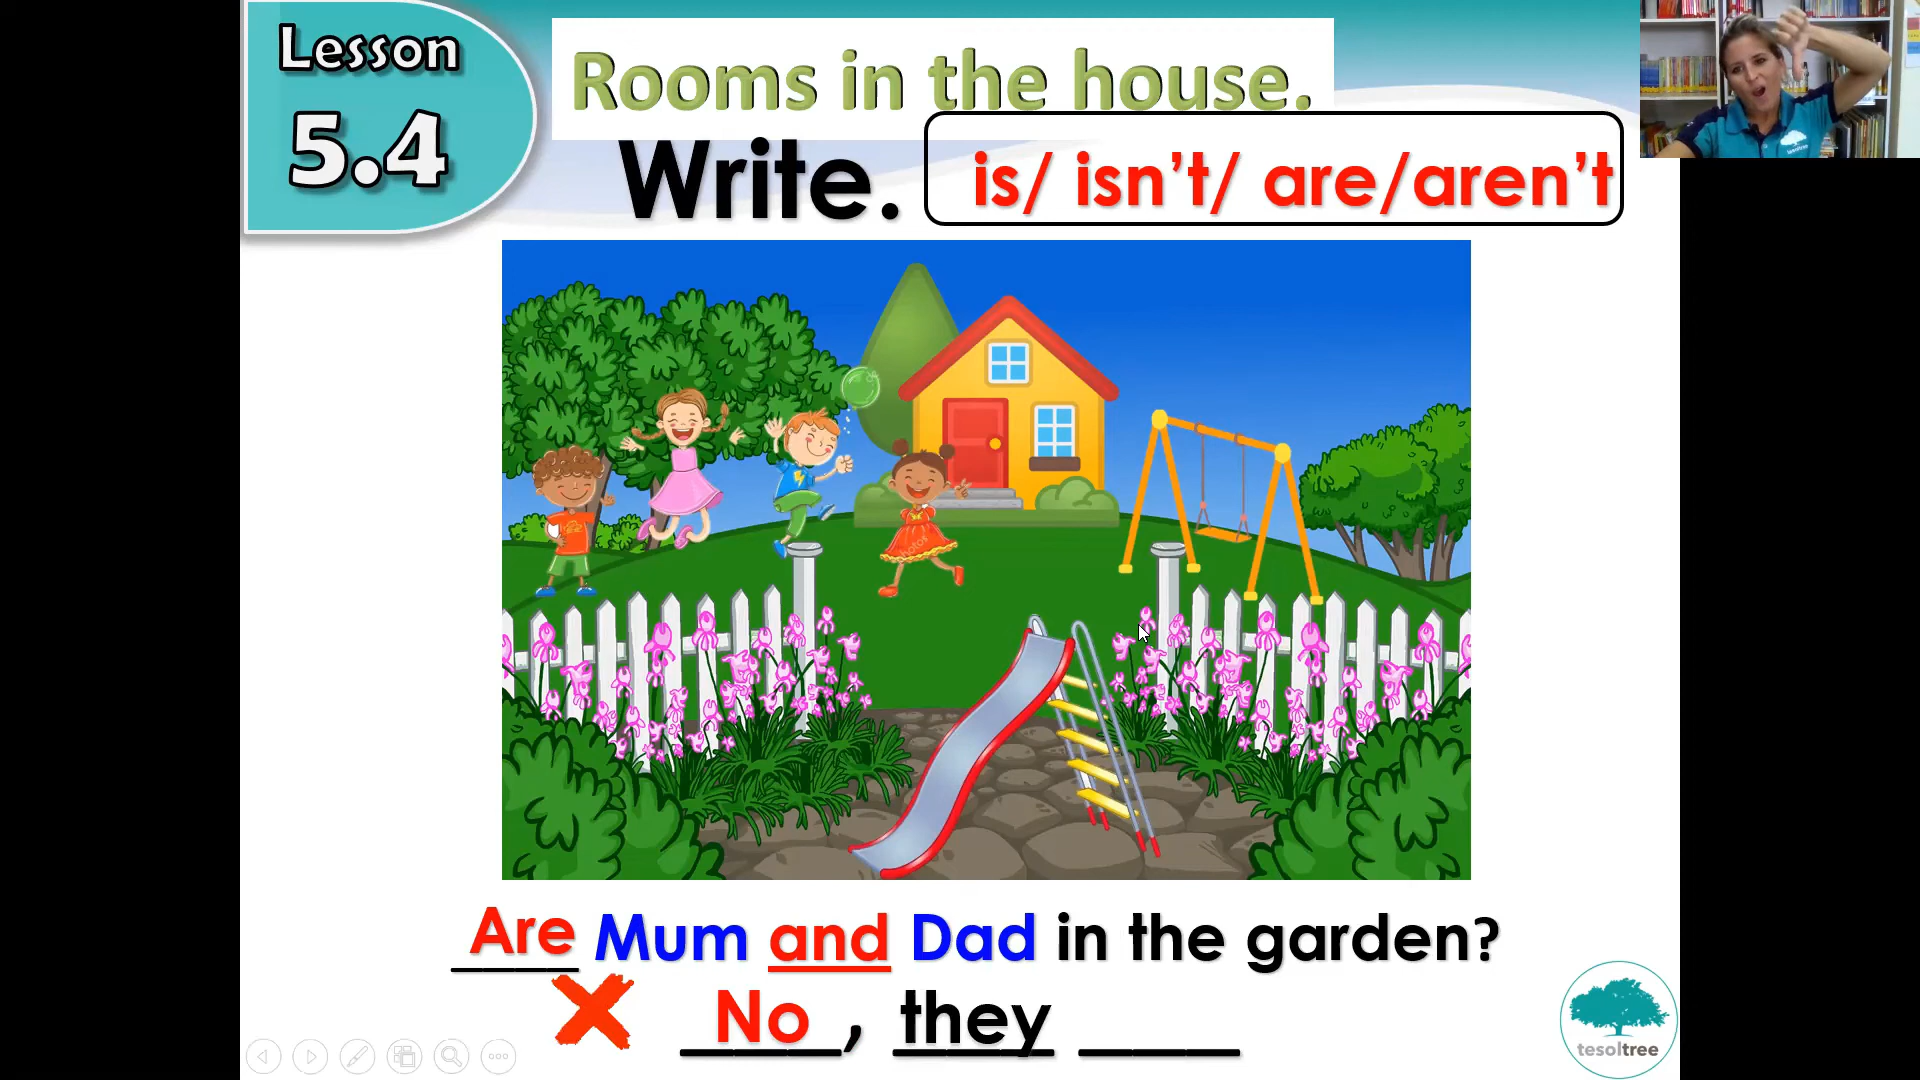 Lesson
5.4
Rooms in the house.
Write.
is/ isn't/ are/aren't
Are Mum and Dad in the garden?
No, they
tesoltree